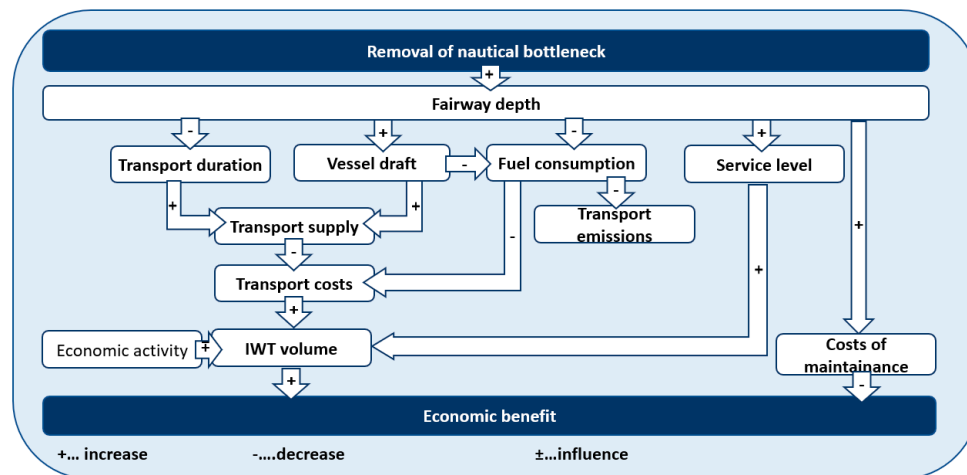 Removal of nautical bottleneck
+
Fairway depth
-
+
-
+
Transport duration
Vessel draft
-
Fuel consumption
Service level
-
+
+
Transport
emissions
+
Transport supply
-
-
+
Transport costs
+
Economic activity
+
IWT volume
Costs of
maintainance
+
-
Economic benefit
+... increase
-....decrease
±...influence